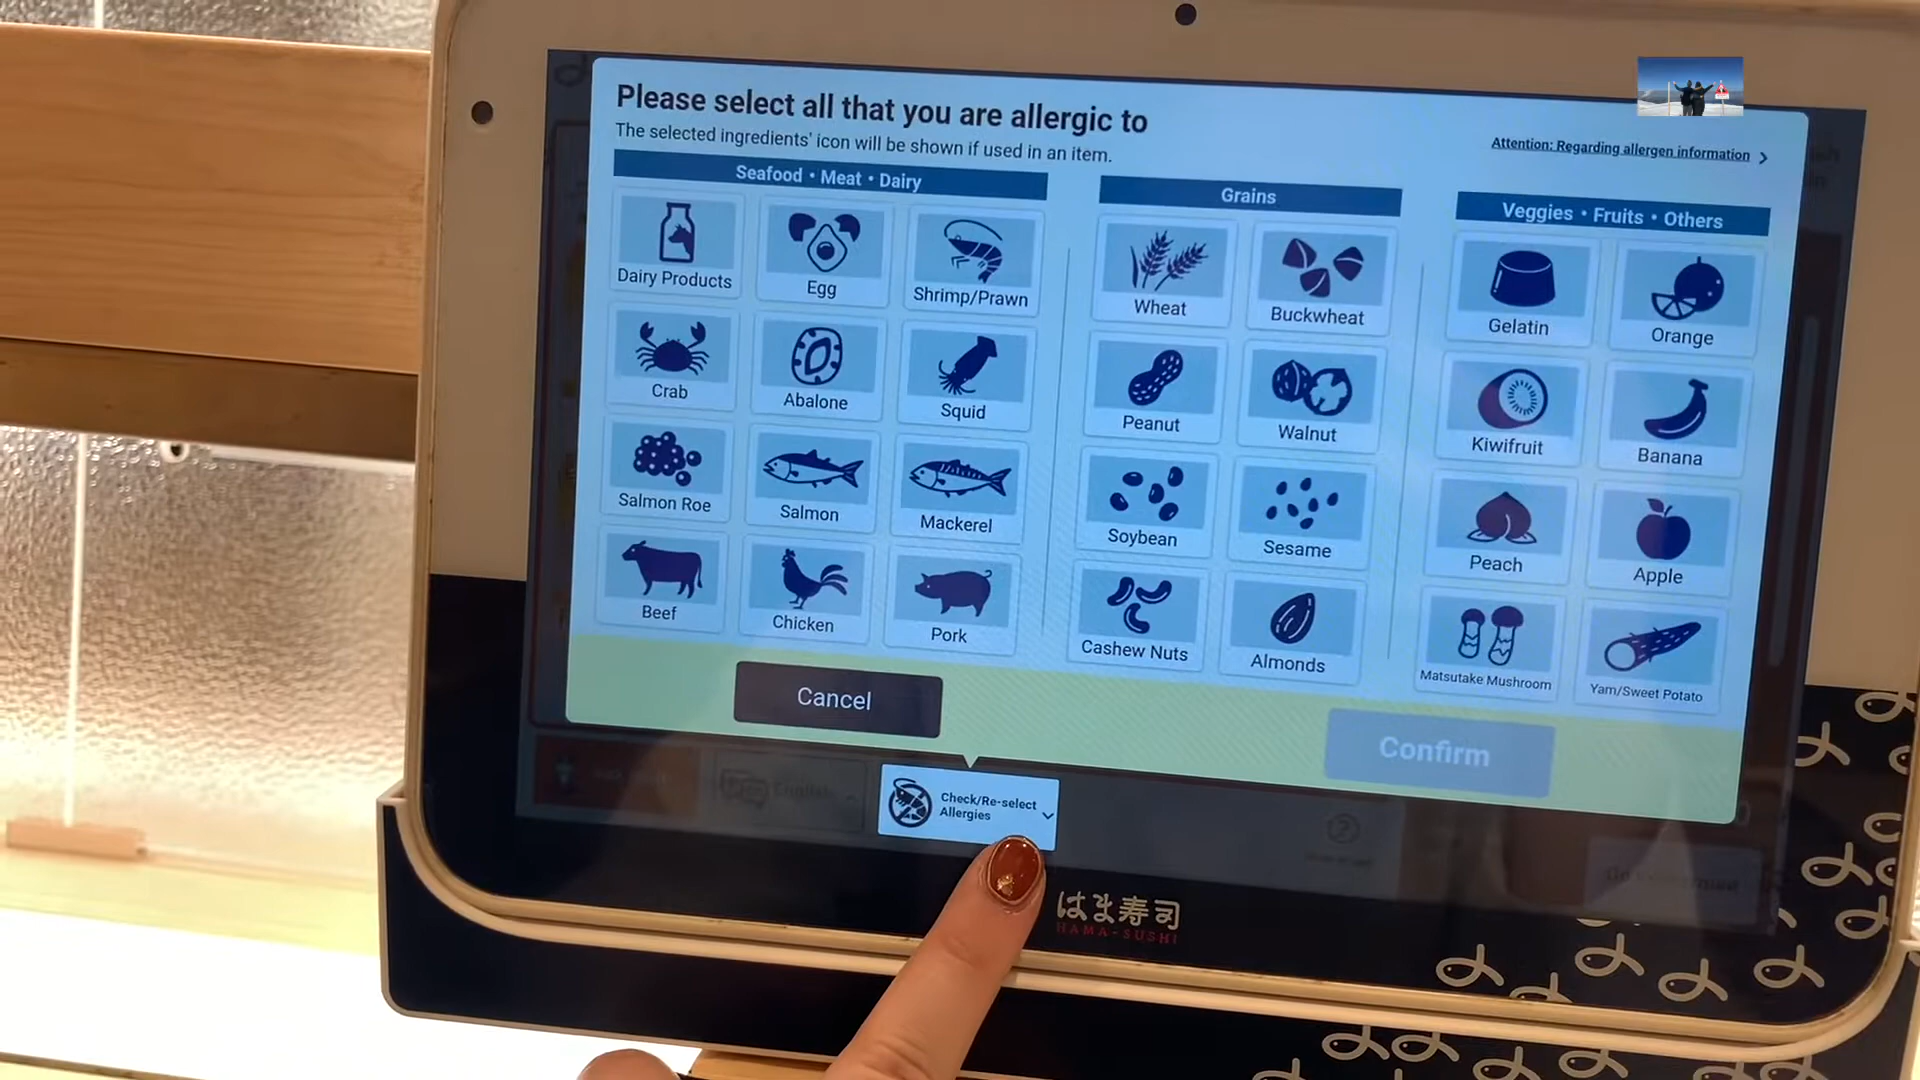 Please select all that you are allergic to
The selected ingredients' icon will be shown if used in an item.
Attention: Regarding allergen information
Seafood・Meat・Dairy
Grains
Veggies・Fruits・Others
Dairy Products
Egg
Shrimp/Prawn
Wheat
Buckwheat
Gelatin
Orange
Crab
Abalone
Squid
Peanut
Walnut
Kiwifruit
Banana
Salmon Roe
Salmon
Mackerel
Soybean
Sesame
Peach
Apple
Beef
Chicken
Pork
Cashew Nuts
Almonds
Matsutake Mushroom
Yam/Sweet Potato
Cancel
Confirm
English
Check/Re-select
Allergies
はま寿司
HAMA-SUSHI